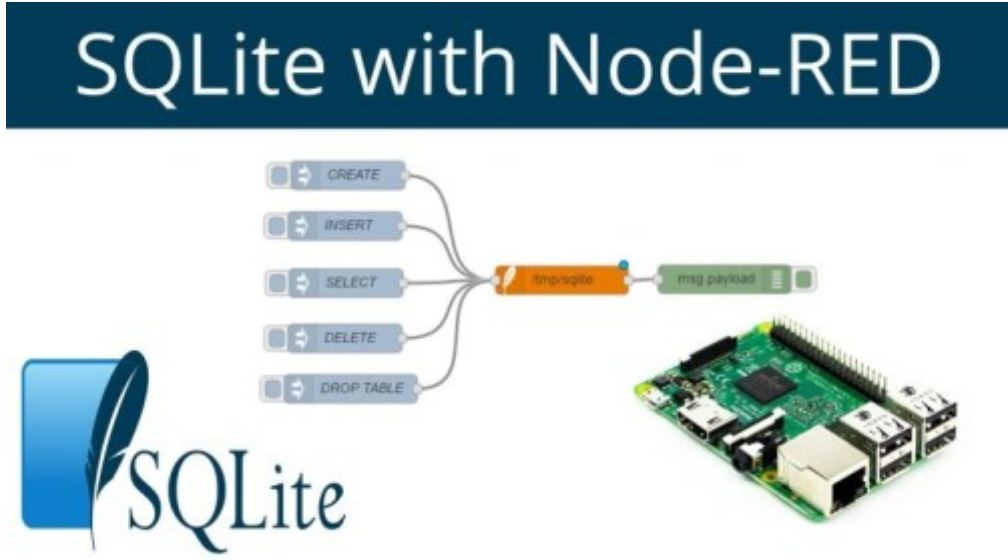 SQLite with Node-RED
CREATE
INSERT
SELECT
DELETE
DROP TABLE
/tmp/sqlite
msg.payload
SQLite